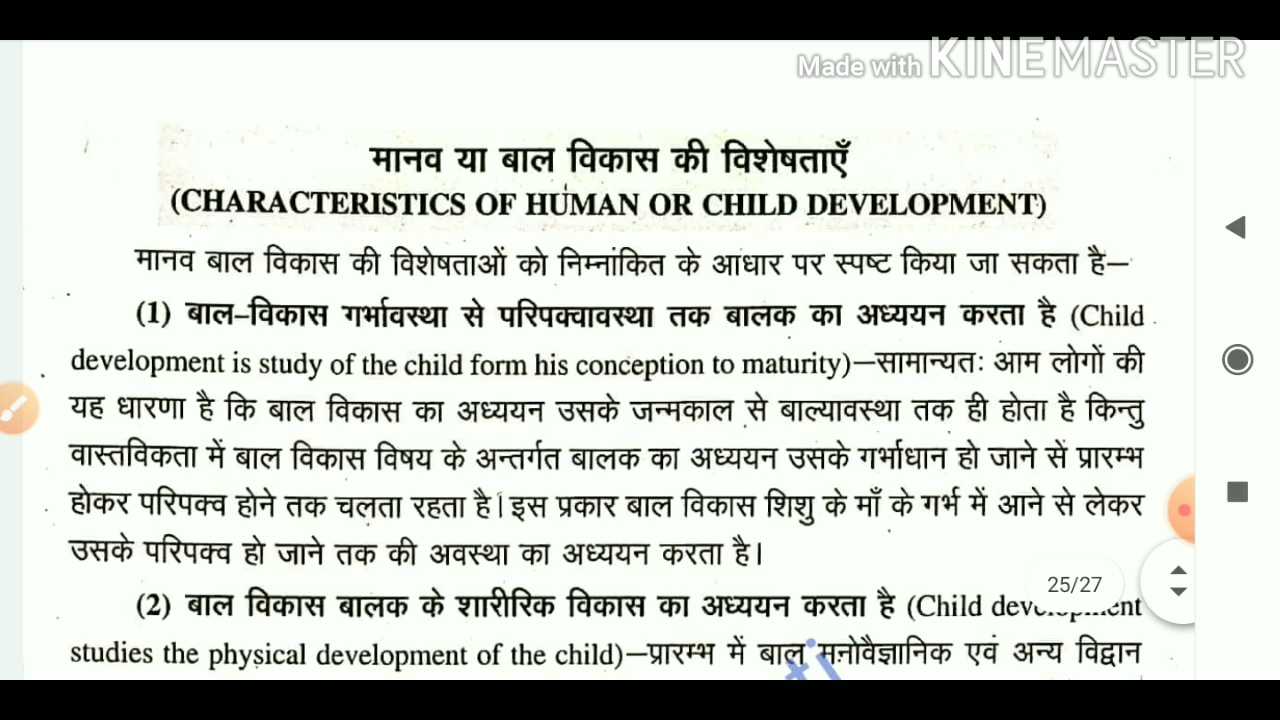 Made with KINEMASTER
मानव या बाल विकास की विशेषताएँ
(CHARACTERISTICS OF HUMAN OR CHILD DEVELOPMENT)
मानव बाल विकास की विशेषताओं को निम्नांकित के आधार पर स्पष्ट किया जा सकता है—
(1) बाल–विकास गर्भावस्था से परिपक्वावस्था तक बालक का अध्ययन करता है (Child
development is study of the child form his conception to maturity)—सामान्यतः आम लोगों की
यह धारणा है कि बाल विकास का अध्ययन उसके जन्मकाल से बाल्यावस्था तक ही होता है किन्तु
वास्तविकता में बाल विकास विषय के अन्तर्गत बालक का अध्ययन उसके गर्भाधान हो जाने सें प्रारम्भ
होकर परिपक्व होने तक चलता रहता है। इस प्रकार बाल विकास शिशु के माँ के गर्भ में आने से लेकर
उसके परिपक्व हो जाने तक की अवस्था का अध्ययन करता है।
25/27
(2) बाल विकास बालक के शारीरिक विकास का अध्ययन करता है (Child development
studies the physical development of the child)—प्रारम्भ में बाल मनोवैज्ञानिक एवं अन्य विद्वान